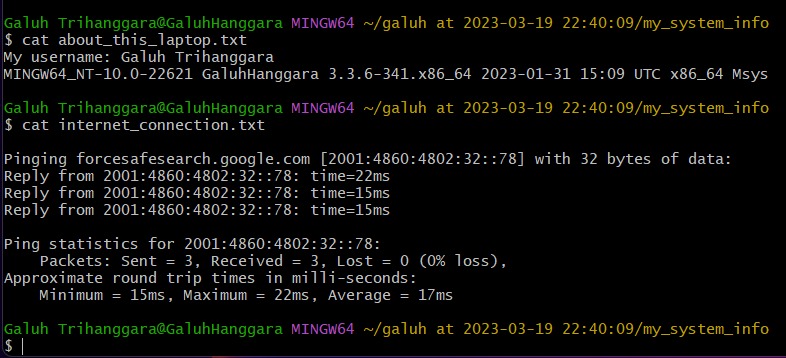 Galuh Trihanggara@GaluhHanggara MINGW64 ~/galuh at 2023-03-19 22:40:09/my_system_info
$ cat about_this_laptop.txt
My username: Galuh Trihanggara
MINGW64_NT-10.0-22621 GaluhHanggara 3.3.6-341.x86_64 2023-01-31 15:09 UTC x86_64 Msys
Galuh Trihanggara@GaluhHanggara MINGW64 ~/galuh at 2023-03-19 22:40:09/my_system_info
$ cat internet_connection.txt
Pinging forcesafesearch.google.com [2001:4860:4802:32::78] with 32 bytes of data:
Reply from 2001:4860:4802:32::78: time=22ms
Reply from 2001:4860:4802:32::78: time=15ms
Reply from 2001:4860:4802:32::78: time=15ms
Ping statistics for 2001:4860:4802:32::78:
    Packets: Sent = 3, Received = 3, Lost = 0 (0% loss),
Approximate round trip times in milli-seconds:
    Minimum = 15ms, Maximum = 22ms, Average = 17ms
Galuh Trihanggara@GaluhHanggara MINGW64 ~/galuh at 2023-03-19 22:40:09/my_system_info
$